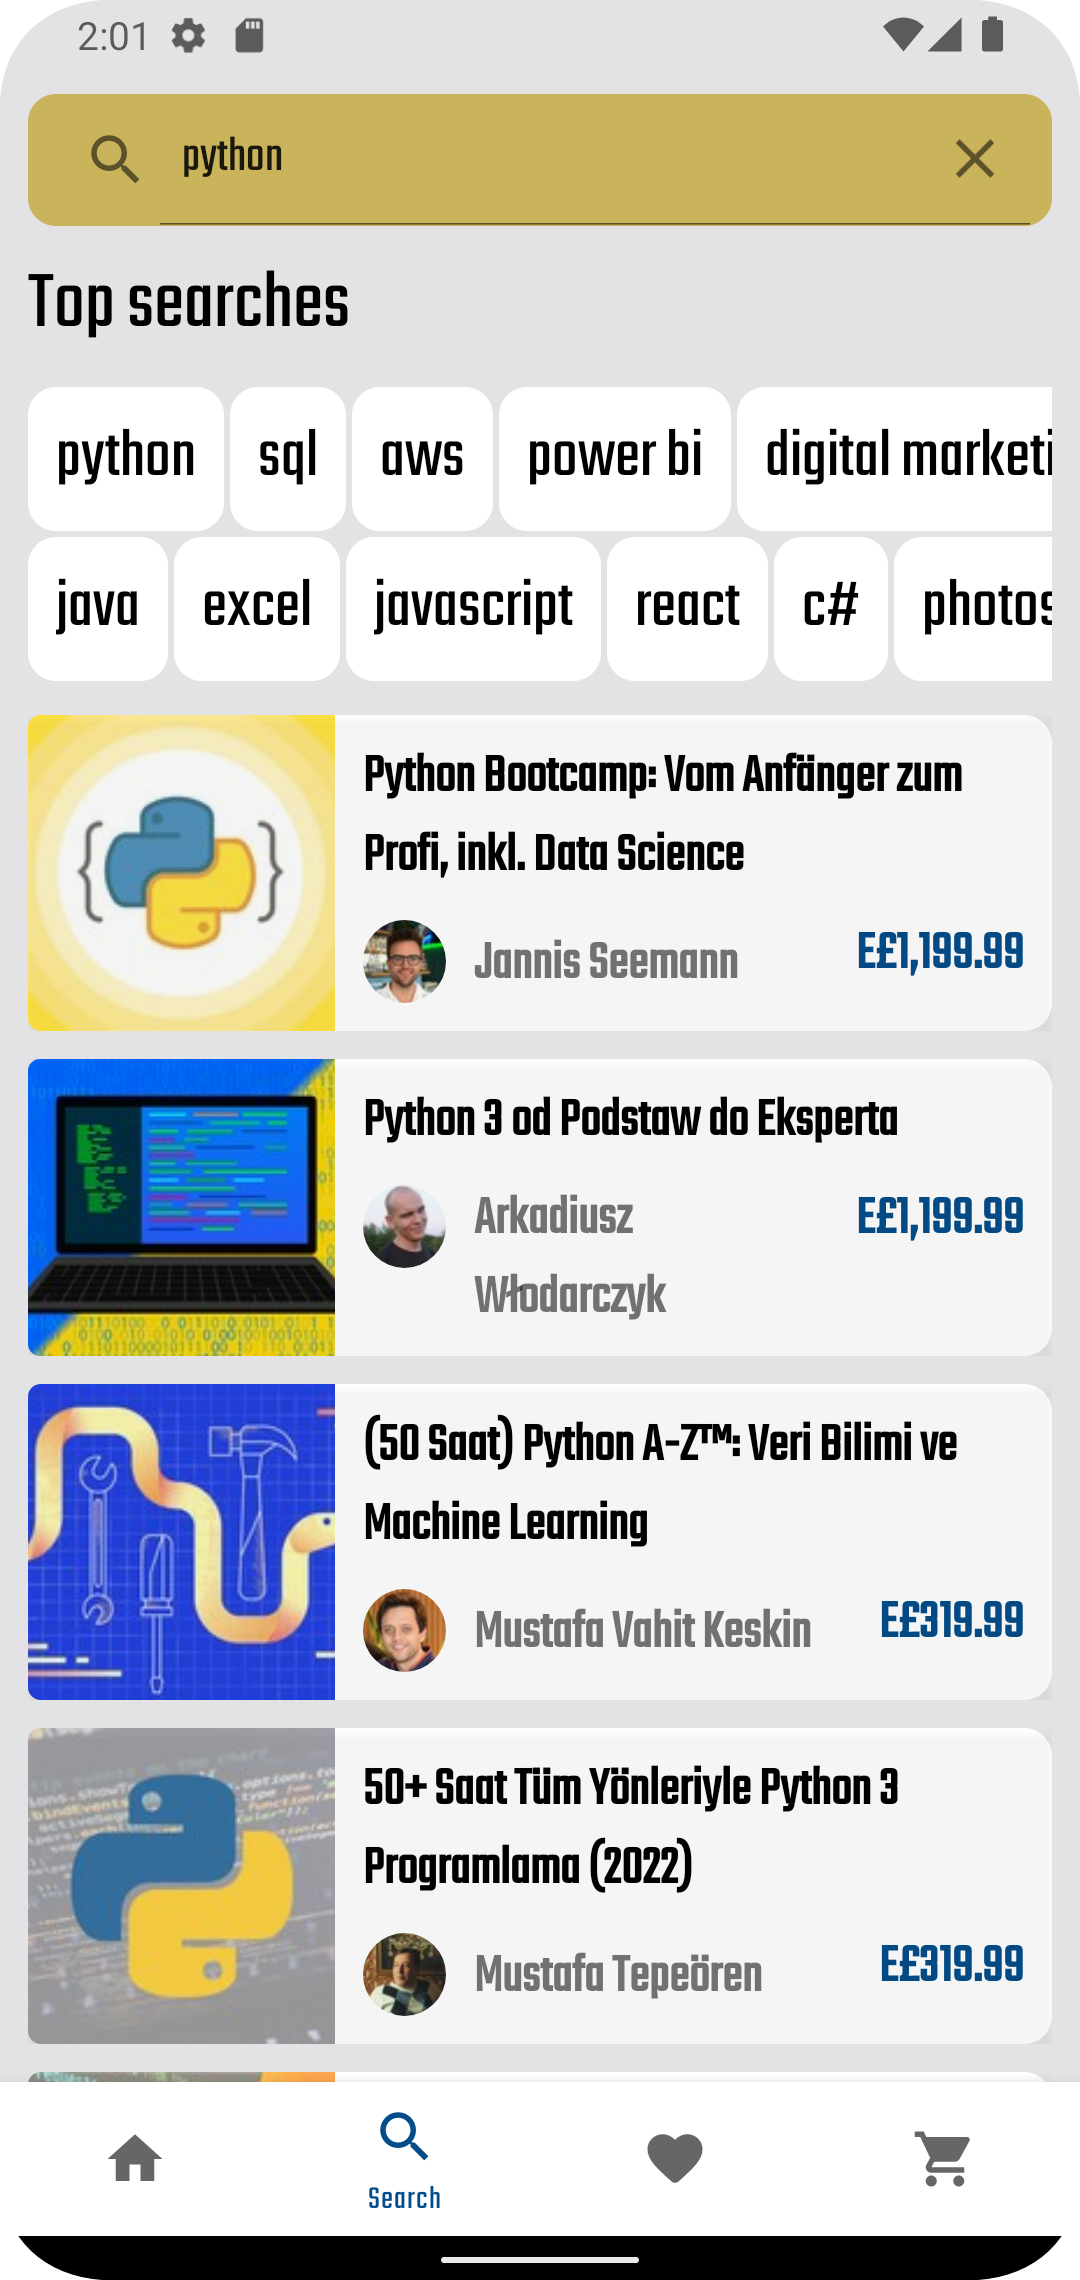 2:01
python
Top searches
python
sql
aws
power bi
digital marketi
java
excel
javascript
react
c#
photos
Python Bootcamp: Vom Anfänger zum
Profi, inkl. Data Science
Jannis Seemann
E£1,199.99
Python 3 od Podstaw do Eksperta
Arkadiusz
Włodarczyk
E£1,199.99
(50 Saat) Python A-Z™: Veri Bilimi ve
Machine Learning
Mustafa Vahit Keskin
E£319.99
50+ Saat Tüm Yönleriyle Python 3
Programlama (2022)
Mustafa Tepeören
E£319.99
Search